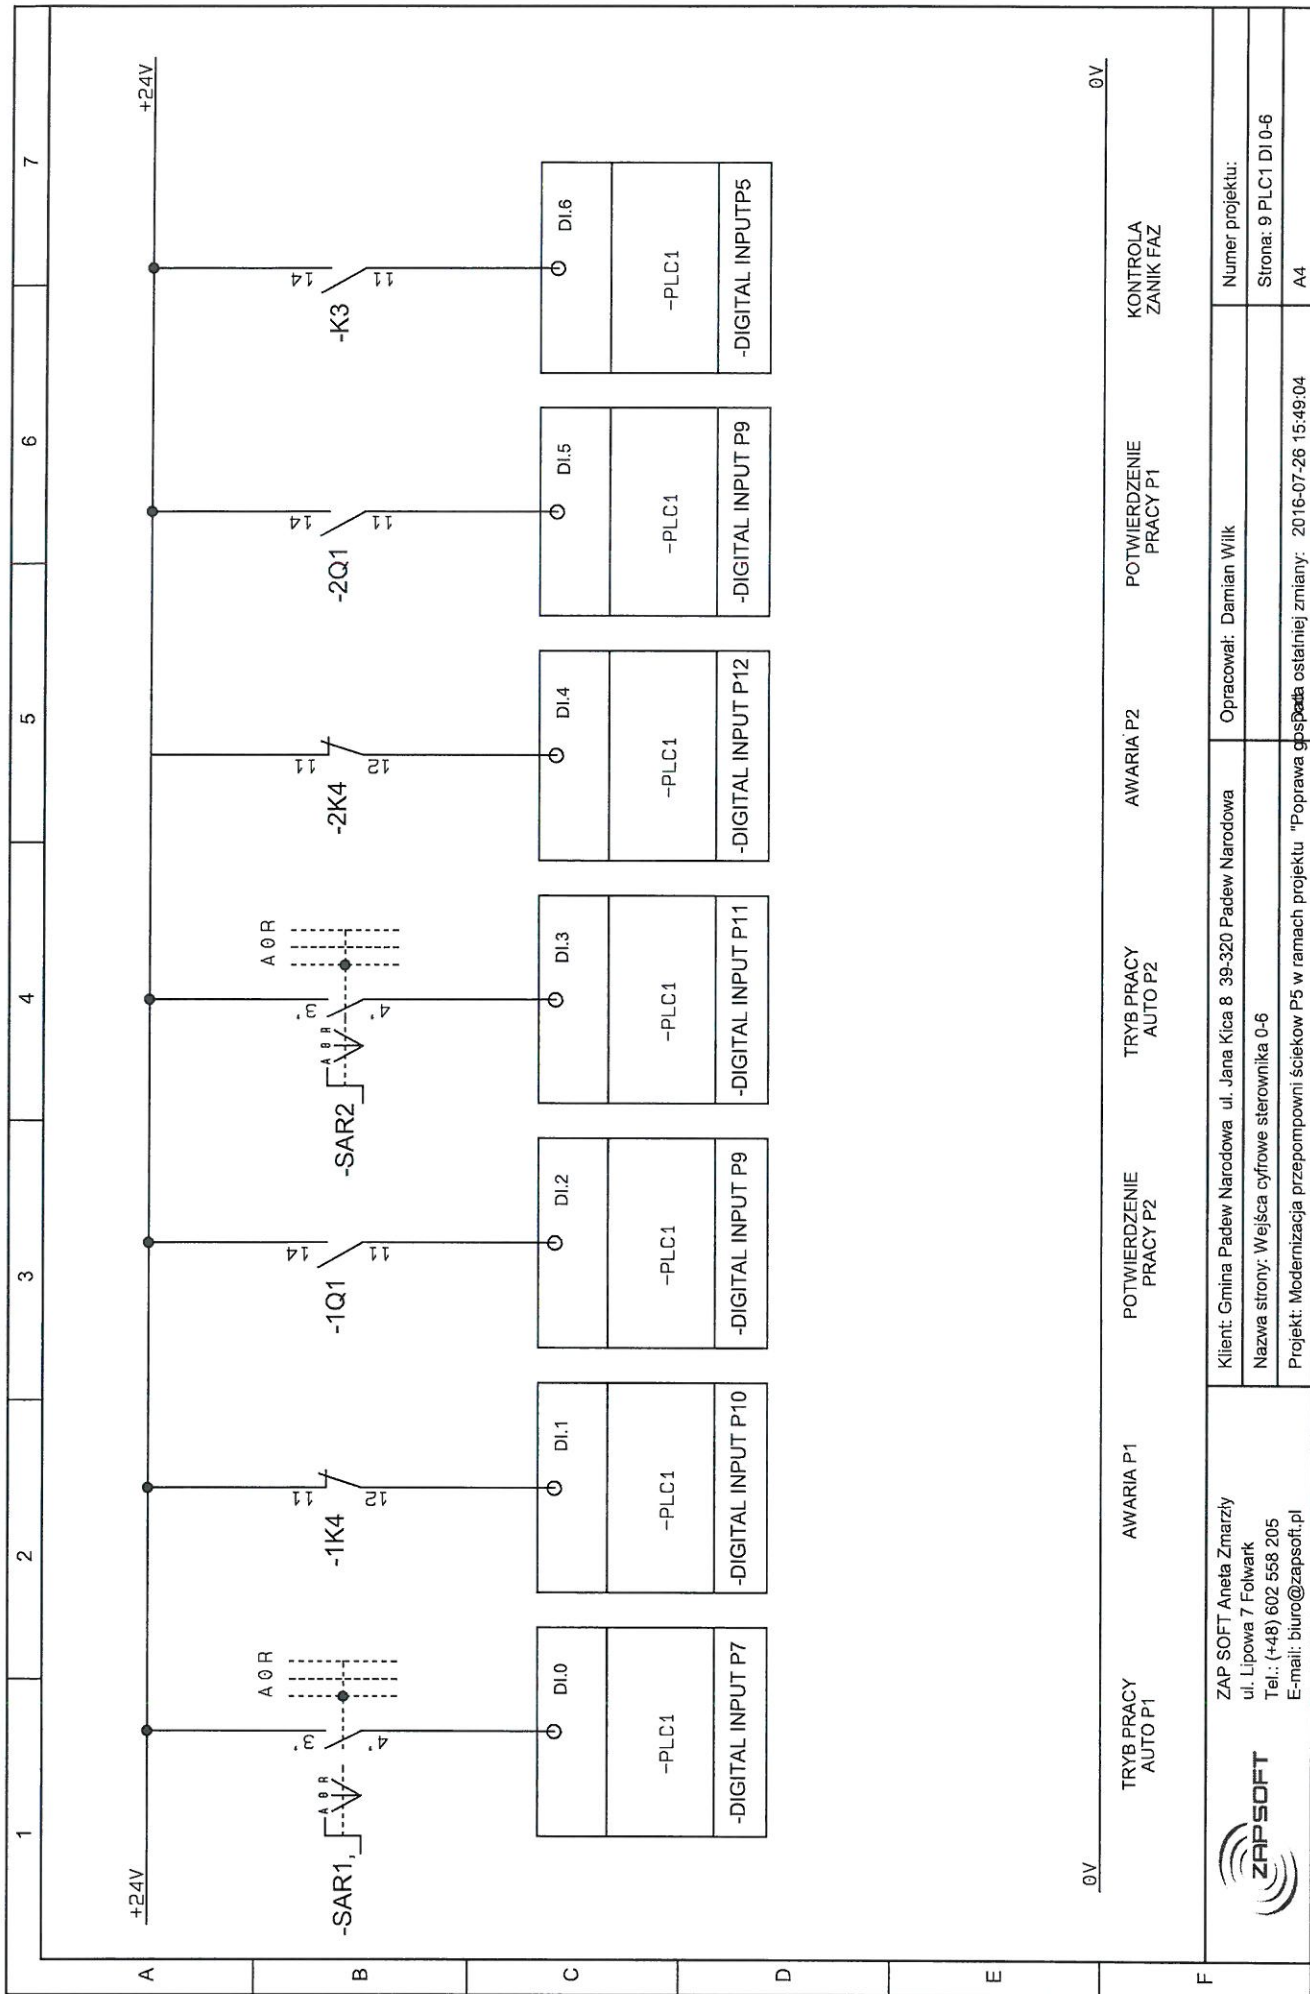 1 2 3 4 5 6 7
A
B
C
D
E
F
+24V +24V
A 0 R A 0 R
A 0 R A 0 R
3' 11 14 3' 11 14 14
4' 12 11 4' 12 11 11
-SAR1, -1K4 -1Q1 -SAR2 -2K4 -2Q1 -K3
DI.0 DI.1 DI.2 DI.3 DI.4 DI.5 DI.6
-PLC1 -PLC1 -PLC1 -PLC1 -PLC1 -PLC1 -PLC1
-DIGITAL INPUT P7 -DIGITAL INPUT P10 -DIGITAL INPUT P9 -DIGITAL INPUT P11 -DIGITAL INPUT P12 -DIGITAL INPUT P9 -DIGITAL INPUTP5
0V 0V
TRYB PRACY
AUTO P1
AWARIA P1
POTWIERDZENIE
PRACY P2
TRYB PRACY
AUTO P2
AWARIA P2
POTWIERDZENIE
PRACY P1
KONTROLA
ZANIK FAZ
ZAPSOFT
ZAP SOFT Aneta Zmarzły
ul. Lipowa 7 Folwark
Tel.: (+48) 602 558 205
E-mail: biuro@zapsoft.pl
Klient: Gmina Padew Narodowa ul. Jana Kica 8 39-320 Padew Narodowa
Opracował: Damian Wilk
Numer projektu:
Nazwa strony: Wejśca cyfrowe sterownika 0-6
Strona: 9 PLC1 DI 0-6
Projekt: Modernizacja przepompowni ściekow P5 w ramach projektu "Poprawa ostatniej zmiany: 2016-07-26 15:49:04
A4